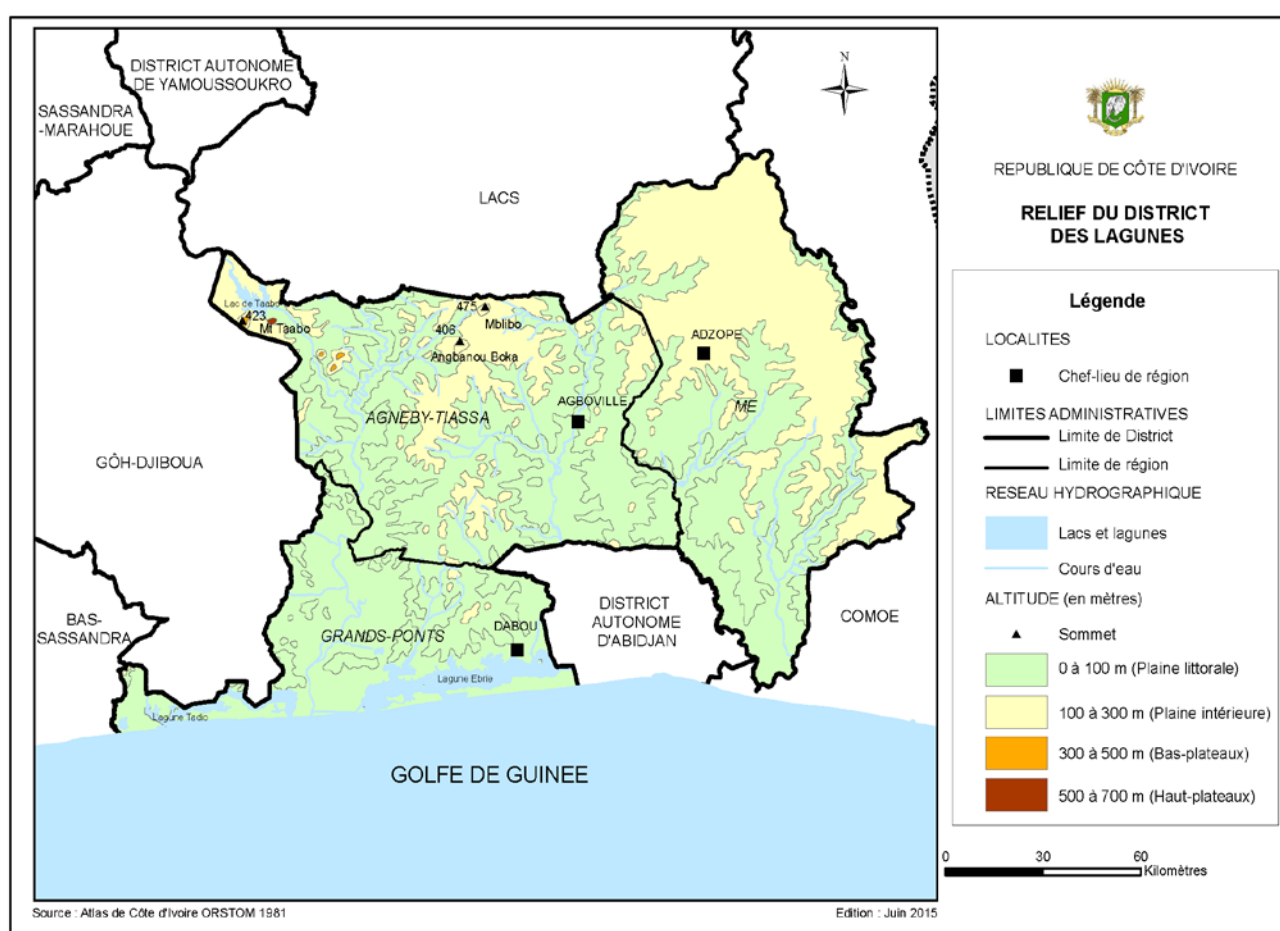 DISTRICT AUTONOME
DE YAMOUSSOUKRO
SASSANDRA
-MARAHOUE
N
LACS
Lac de Taabo
423
Mt Taabo
475
Mblibo
406
Angbanou Boka
ADZOPE
AGBOVILLE
AGNEBY-TIASSA
ME
GÔH-DJIBOUA
BAS-
SASSANDRA
GRANDS-PONTS
DABOU
DISTRICT
AUTONOME
D'ABIDJAN
COMOE
Lagune Ebrie
Lagune Tadio
GOLFE DE GUINEE
REPUBLIQUE DE CÔTE D'IVOIRE
RELIEF DU DISTRICT
DES LAGUNES
Légende
LOCALITES
Chef-lieu de région
LIMITES ADMINISTRATIVES
Limite de District
Limite de région
RESEAU HYDROGRAPHIQUE
Lacs et lagunes
Cours d'eau
ALTITUDE (en mètres)
Sommet
0 à 100 m (Plaine littorale)
100 à 300 m (Plaine intérieure)
300 à 500 m (Bas-plateaux)
500 à 700 m (Haut-plateaux)
0 30 60
Kilomètres
Source : Atlas de Côte d'Ivoire ORSTOM 1981
Edition : Juin 2015